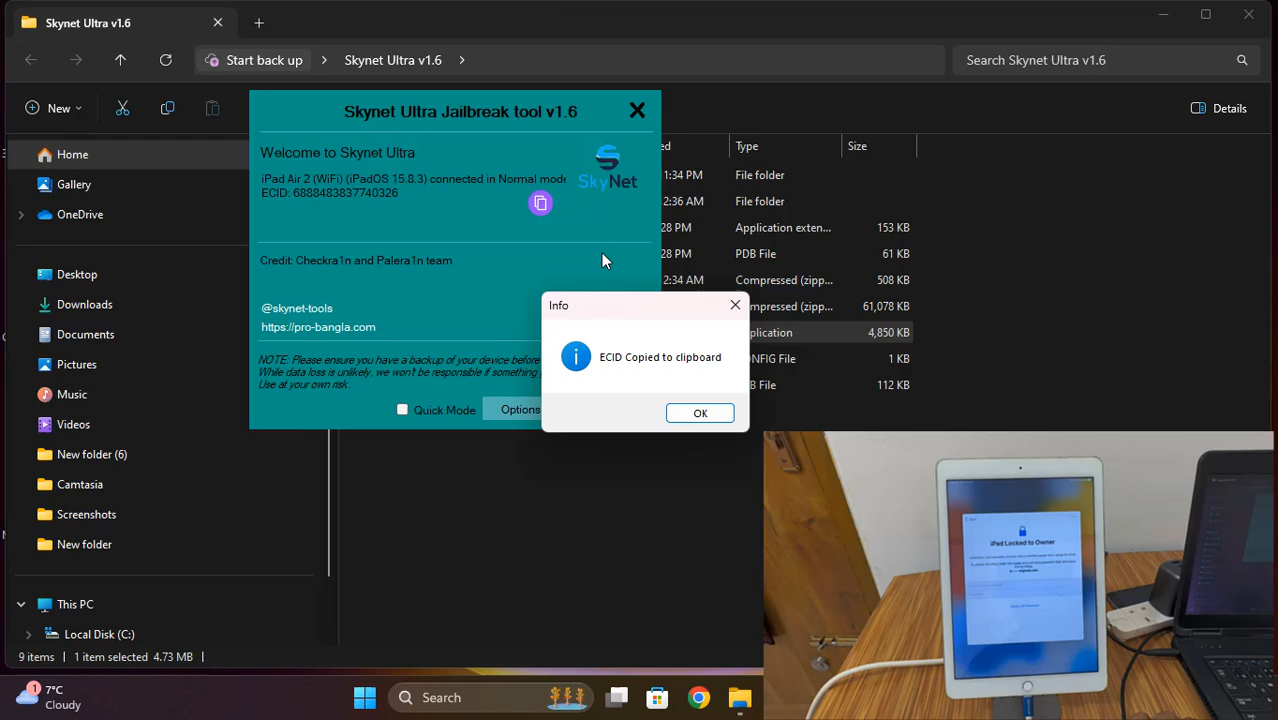 Skynet Ultra v1.6
Start back up
Skynet Ultra v1.6
Search Skynet Ultra v1.6
New
Details
Skynet Ultra Jailbreak tool v1.6
Home
Gallery
OneDrive
Desktop
Downloads
Documents
Pictures
Music
Videos
New folder (6)
Camtasia
Screenshots
New folder
This PC
Local Disk (C:)
Welcome to Skynet Ultra
iPad Air 2 (WiFi) (iPadOS 15.8.3) connected in Normal mode
ECID: 6888483837740326
SkyNet
Credit: Checkra1n and Palera1n team
@skynet-tools
https://pro-bangla.com
NOTE: Please ensure you have a backup of your device before
While data loss is unlikely, we won't be responsible if something
Use at your own risk.
Quick Mode
Options
Info
ECID Copied to clipboard
OK
ed Type Size
1:34 PM File folder
2:36 AM File folder
28 PM Application exten... 153 KB
28 PM PDB File 61 KB
2:34 AM Compressed (zipp... 508 KB
ompressed (zipp... 61,078 KB
plication 4,850 KB
ONFIG File 1 KB
B File 112 KB
iPad Locked to Owner
9 items 1 item selected 4.73 MB
1
7°C
Cloudy
Search